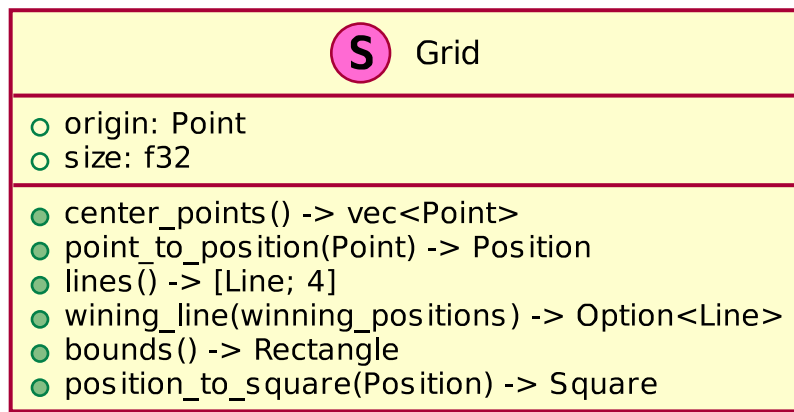 S Grid
origin: Point
size: f32
center_points() -> vec<Point>
point_to_position(Point) -> Position
lines() -> [Line; 4]
wining_line(winning_positions) -> Option<Line>
bounds() -> Rectangle
position_to_square(Position) -> Square